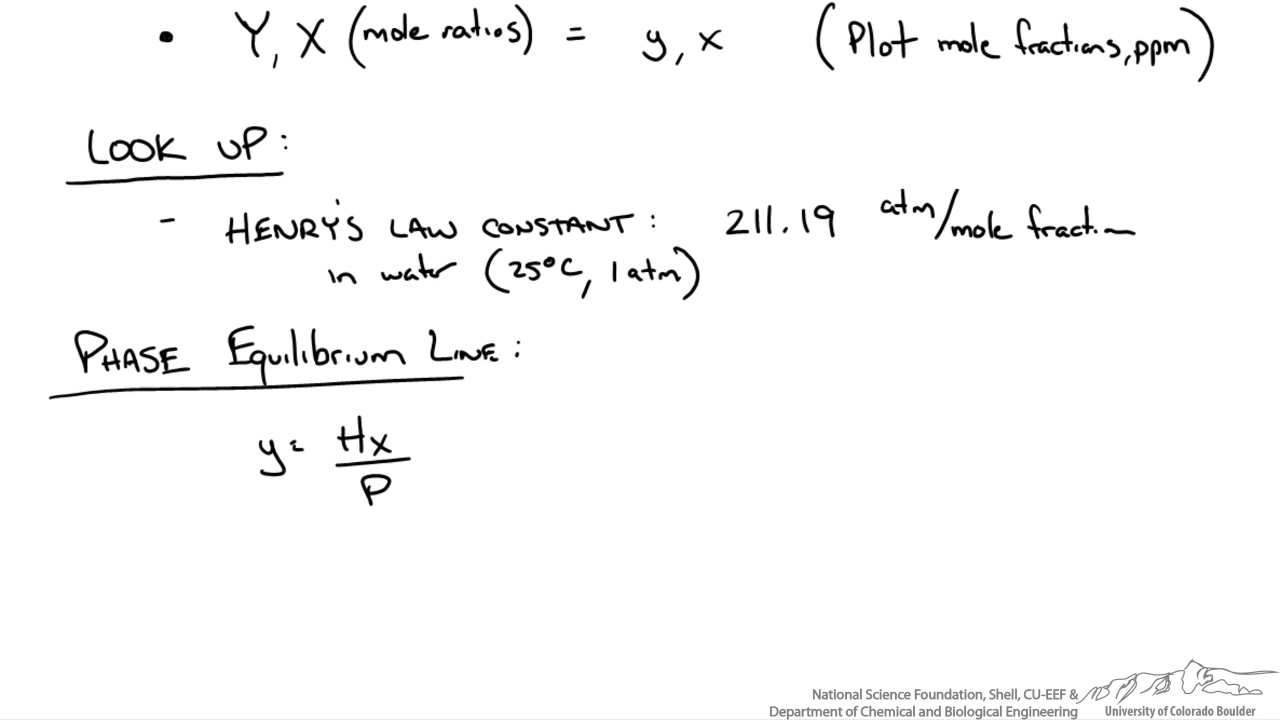 • Y, X (mole ratios) = y, x (Plot mole fractions, ppm)
LOOK UP:
- HENRY'S LAW CONSTANT: 211.19 atm/mole fraction
in water (25°C, 1 atm)
PHASE Equilibrium LINE:
y = Hx
P
National Science Foundation, Shell, CU-EEF &
Department of Chemical and Biological Engineering
University of Colorado Boulder